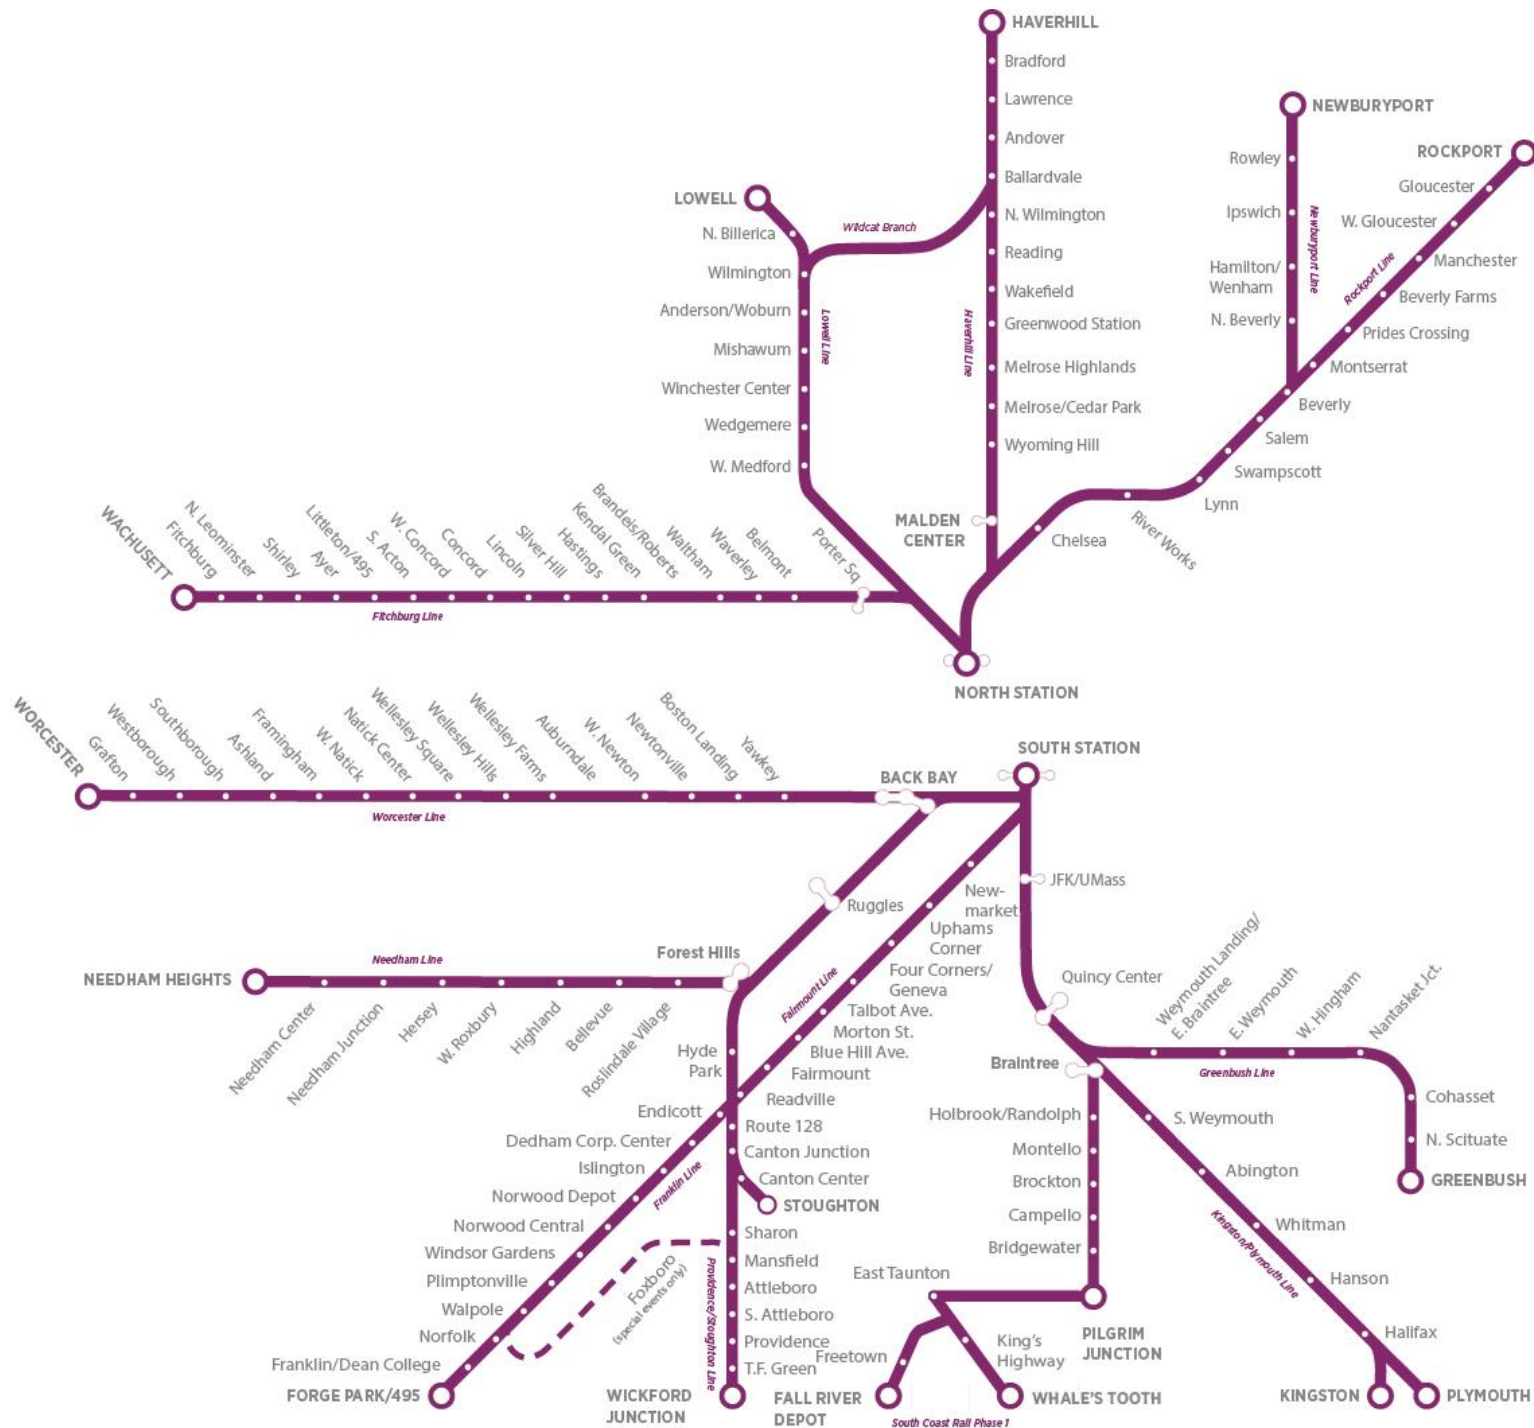 HAVERHILL
Bradford
Lawrence
Andover
Ballardvale
N. Wilmington
Reading
Wakefield
Greenwood Station
Melrose Highlands
Melrose/Cedar Park
Wyoming Hill
MALDEN
CENTER
Haverhill Line
Wildcat Branch
LOWELL
N. Billerica
Wilmington
Anderson/Woburn
Mishawum
Winchester Center
Wedgemere
W. Medford
Lowell Line
NEWBURYPORT
Rowley
Ipswich
Hamilton/
Wenham
N. Beverly
Newburyport Line
ROCKPORT
Gloucester
W. Gloucester
Manchester
Beverly Farms
Prides Crossing
Montserrat
Beverly
Salem
Swampscott
Lynn
River Works
Chelsea
Rockport Line
WACHUSETT
Fitchburg
N. Leominster
Shirley
Ayer
Littleton/495
S. Acton
W. Concord
Concord
Lincoln
Silver Hill
Hastings
Kendal Green
Brandeis/Roberts
Waltham
Waverley
Belmont
Porter Sq
Fitchburg Line
NORTH STATION
WORCESTER
Grafton
Westborough
Southborough
Ashland
Framingham
W. Natick
Natick Center
Wellesley Square
Wellesley Hills
Wellesley Farms
Auburndale
W. Newton
Newtonville
Boston Landing
Yawkey
BACK BAY
Worcester Line
SOUTH STATION
Ruggles
Forest Hills
NEEDHAM HEIGHTS
Needham Line
Needham Center
Needham Junction
Hersey
W. Roxbury
Highland
Bellevue
Roslindale Village
New-
market
Uphams
Corner
Four Corners/
Geneva
Talbot Ave.
Morton St.
Blue Hill Ave.
Fairmount
Readville
Fairmount Line
Hyde
Park
Endicott
Dedham Corp. Center
Islington
Norwood Depot
Norwood Central
Windsor Gardens
Plimptonville
Walpole
Norfolk
Franklin/Dean College
FORGE PARK/495
Franklin Line
Foxboro
(special events only)
Route 128
Canton Junction
Canton Center
STOUGHTON
Sharon
Mansfield
Attleboro
S. Attleboro
Providence
T.F. Green
WICKFORD
JUNCTION
Providence/Stoughton Line
JFK/UMass
Quincy Center
Braintree
Weymouth Landing/
E. Braintree
E. Weymouth
W. Hingham
Nantasket Jct.
Cohasset
N. Scituate
GREENBUSH
Greenbush Line
Holbrook/Randolph
Montello
Brockton
Campello
Bridgewater
PILGRIM
JUNCTION
East Taunton
Freetown
FALL RIVER
DEPOT
King's
Highway
WHALE'S TOOTH
South Coast Rail Phase 1
S. Weymouth
Abington
Whitman
Hanson
Halifax
KINGSTON
PLYMOUTH
Kingston/Plymouth Line